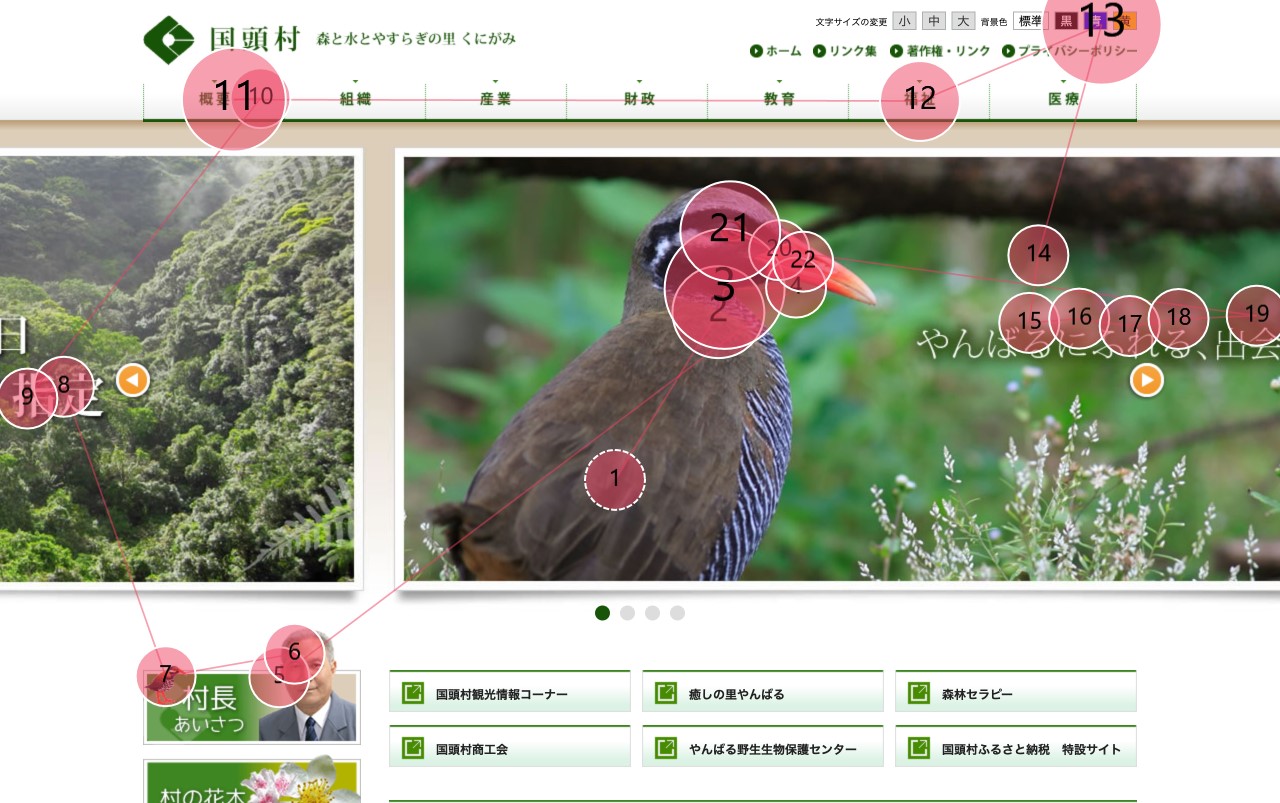 国頭村 森と水とやすらぎの里 くにがみ
文字サイズの変更 小 中 大 背景色 標準 黒 青 黄
ホーム リンク集 著作権・リンク プライバシーポリシー
概要 組織 産業 財政 教育 福祉 医療
日
指定
やんばるにふれる、出会
村長
あいさつ
村の花木
国頭村観光情報コーナー 癒しの里やんばる 森林セラピー
国頭村商工会 やんばる野生生物保護センター 国頭村ふるさと納税 特設サイト
1
2
3
4
5
6
7
8
9
10
11
12
13
14
15
16
17
18
19
20
21
22